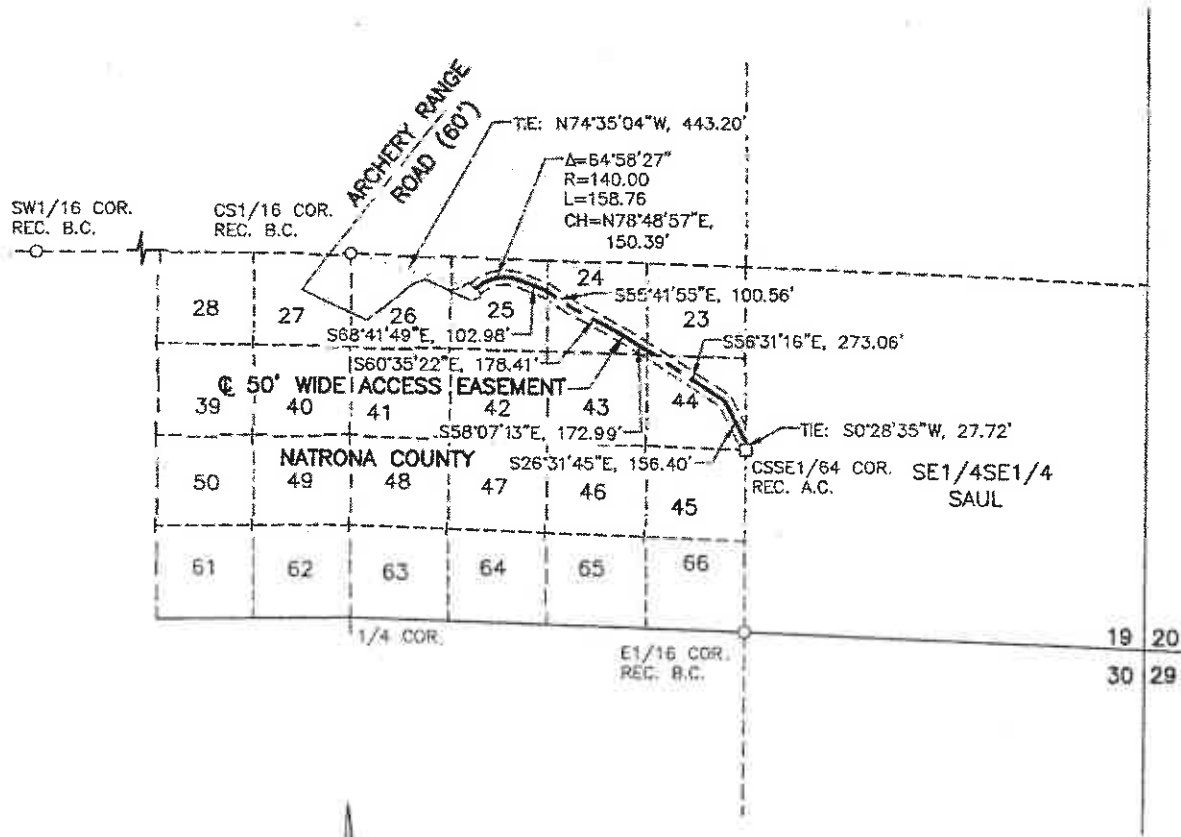 ARCHERY RANGE
ROAD (60')
TIE: N74°35'04"W, 443.20'
Δ=64°58'27"
R=140.00
L=158.76
CH=N78°48'57"E,
150.39'
SW1/16 COR.
REC. B.C.
CS1/16 COR.
REC. B.C.
28
27
26
25
24
23
S55°41'55"E, 100.56'
S68°41'49"E, 102.98'
S56°31'16"E, 273.06'
S60°35'22"E, 178.41'
℄ 50' WIDE ACCESS EASEMENT
39
40
41
42
43
44
S58°07'13"E, 172.99'
TIE: S0°28'35"W, 27.72'
NATRONA COUNTY
S26°31'45"E, 156.40'
CSSE1/64 COR.
REC. A.C.
SE1/4SE1/4
SAUL
50
49
48
47
46
45
61
62
63
64
65
66
1/4 COR.
E1/16 COR.
REC. B.C.
19 20
30 29